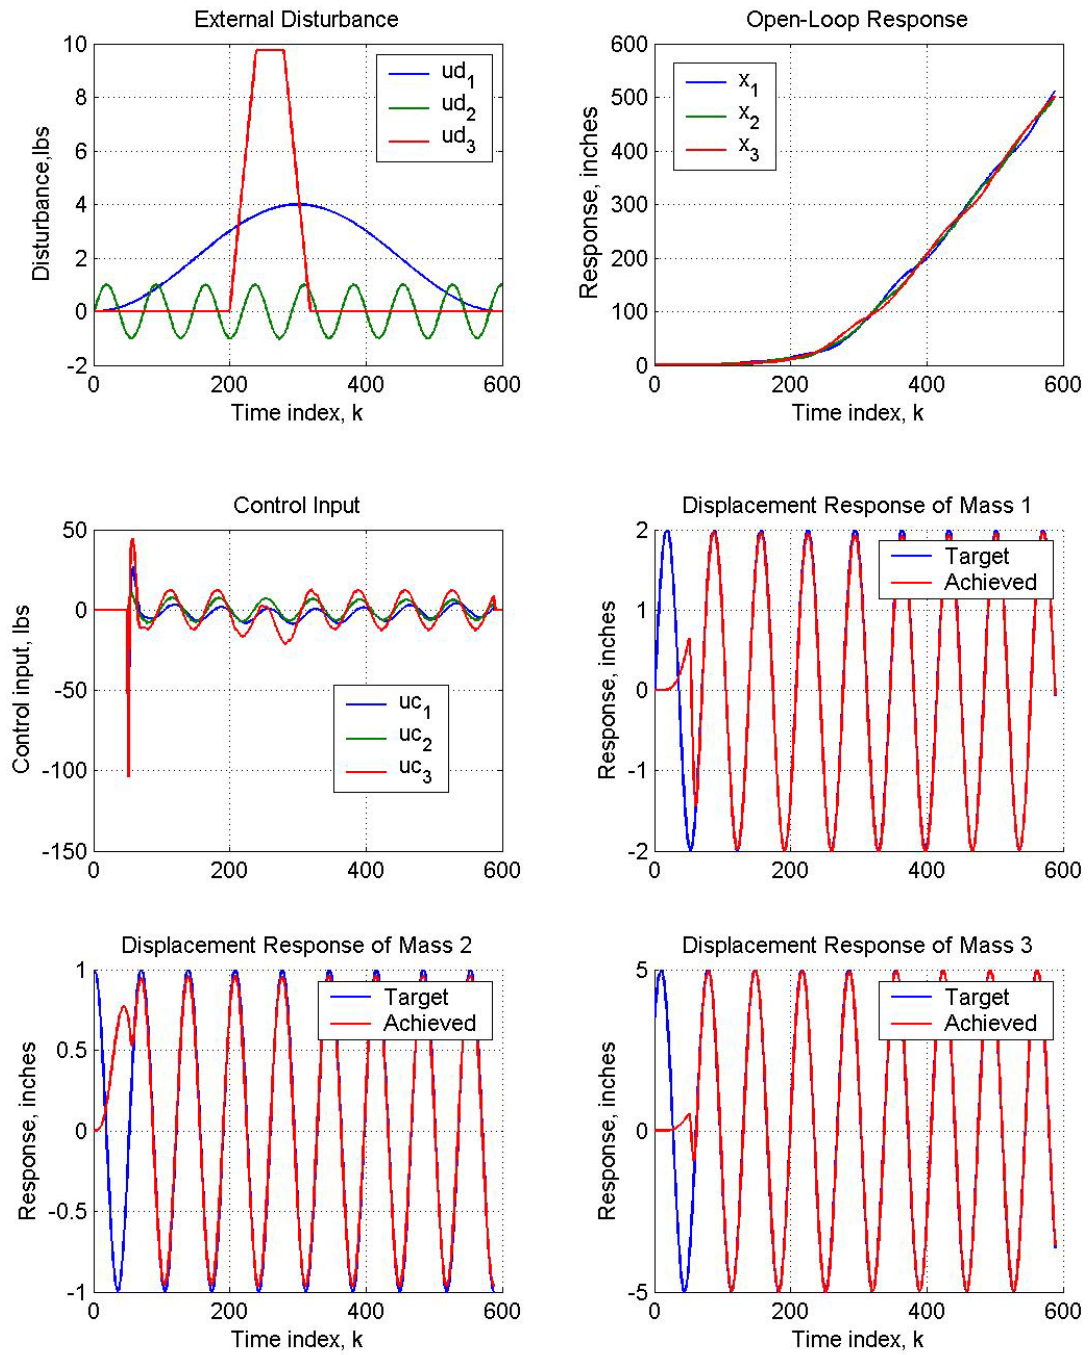 External Disturbance
10
8
6
4
2
0
-2
0
200
400
600
Disturbance,lbs
Time index, k
ud1
ud2
ud3
Open-Loop Response
600
500
400
300
200
100
0
0
200
400
600
Response, inches
Time index, k
x1
x2
x3
Control Input
50
0
-50
-100
-150
0
200
400
600
Control input, lbs
uc1
uc2
uc3
Displacement Response of Mass 1
2
1
0
-1
-2
0
200
400
600
Response, inches
Target
Achieved
Displacement Response of Mass 2
1
0.5
0
-0.5
-1
0
200
400
600
Response, inches
Time index, k
Target
Achieved
Displacement Response of Mass 3
5
0
-5
0
200
400
600
Response, inches
Time index, k
Target
Achieved